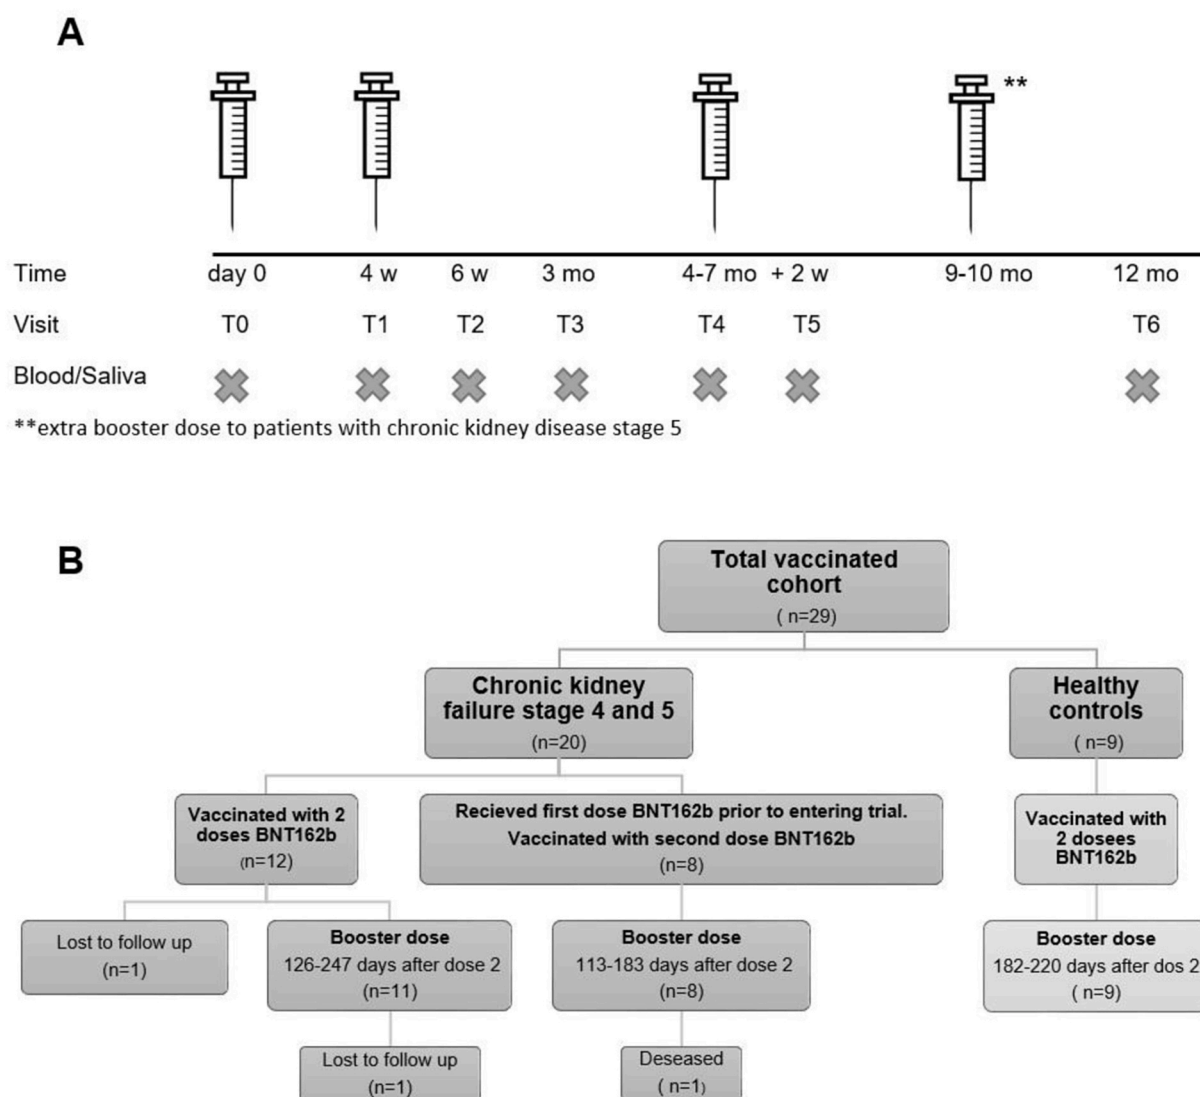 A
**
Time day 0 4 w 6 w 3 mo 4-7 mo + 2 w 9-10 mo 12 mo
Visit T0 T1 T2 T3 T4 T5 T6
Blood/Saliva
**extra booster dose to patients with chronic kidney disease stage 5
B
Total vaccinated
cohort
( n=29)
Chronic kidney
failure stage 4 and 5
(n=20)
Healthy
controls
( n=9)
Vaccinated with 2
doses BNT162b
(n=12)
Recieved first dose BNT162b prior to entering trial.
Vaccinated with second dose BNT162b
(n=8)
Vaccinated with
2 dosees
BNT162b
Lost to follow up
(n=1)
Booster dose
126-247 days after dose 2
(n=11)
Booster dose
113-183 days after dose 2
(n=8)
Booster dose
182-220 days after dos 2
( n=9)
Lost to follow up
(n=1)
Deseased
( n=1)